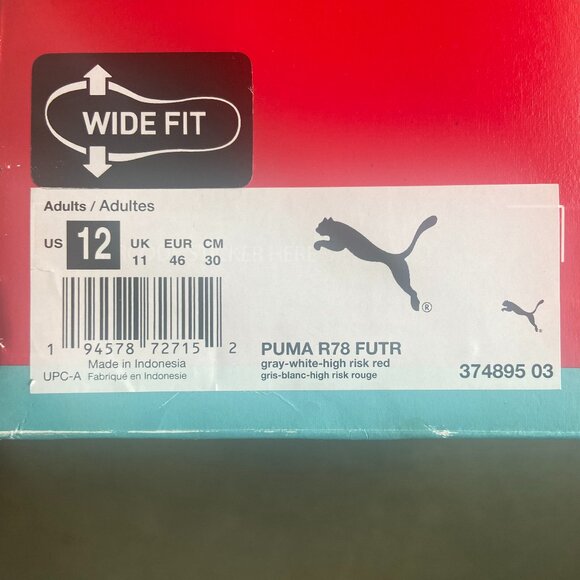 WIDE FIT
Adults / Adultes
US 12 UK 11 EUR 46 CM 30
®
1 94578 72715 2
Made in Indonesia
UPC-A Fabriqué en Indonesie
PUMA R78 FUTR
gray-white-high risk red
gris-blanc-high risk rouge
374895 03